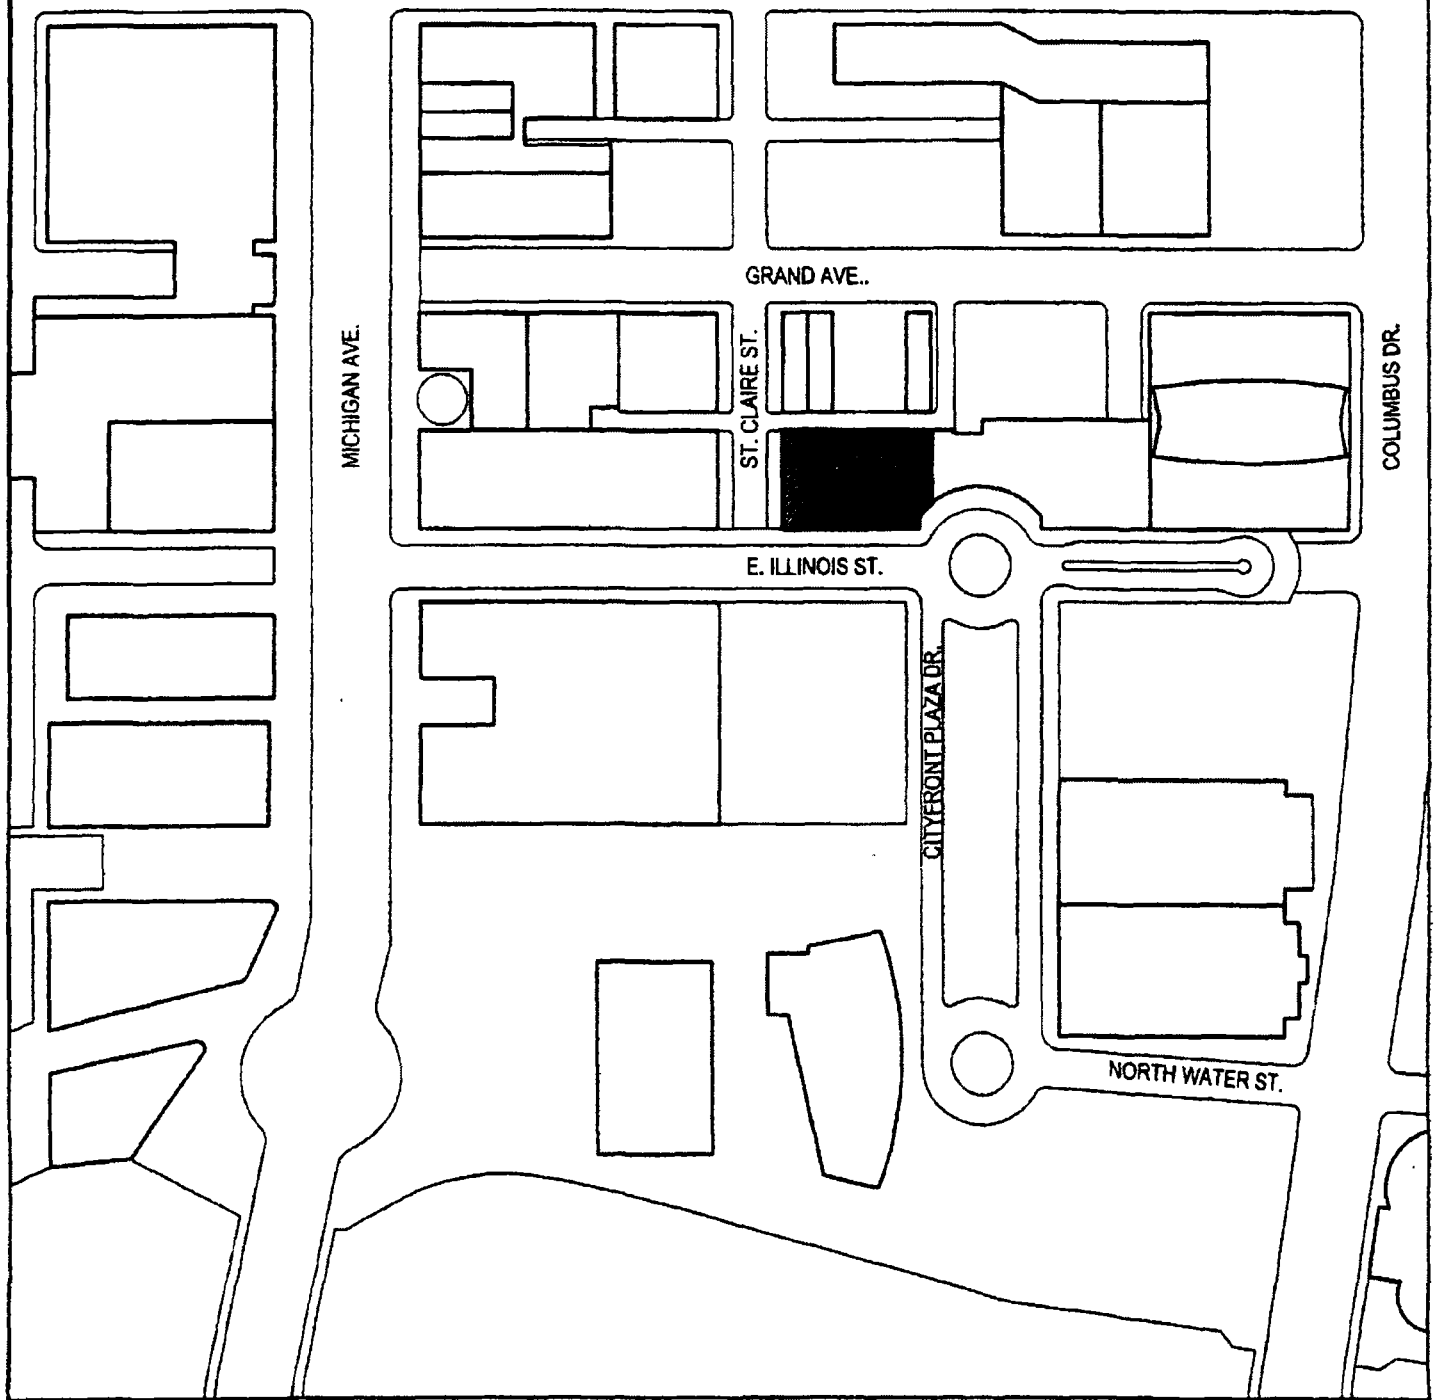 GRAND AVE..
MICHIGAN AVE.
ST. CLAIRE ST.
COLUMBUS DR.
E. ILLINOIS ST.
CITYFRONT PLAZA DR..
NORTH WATER ST.